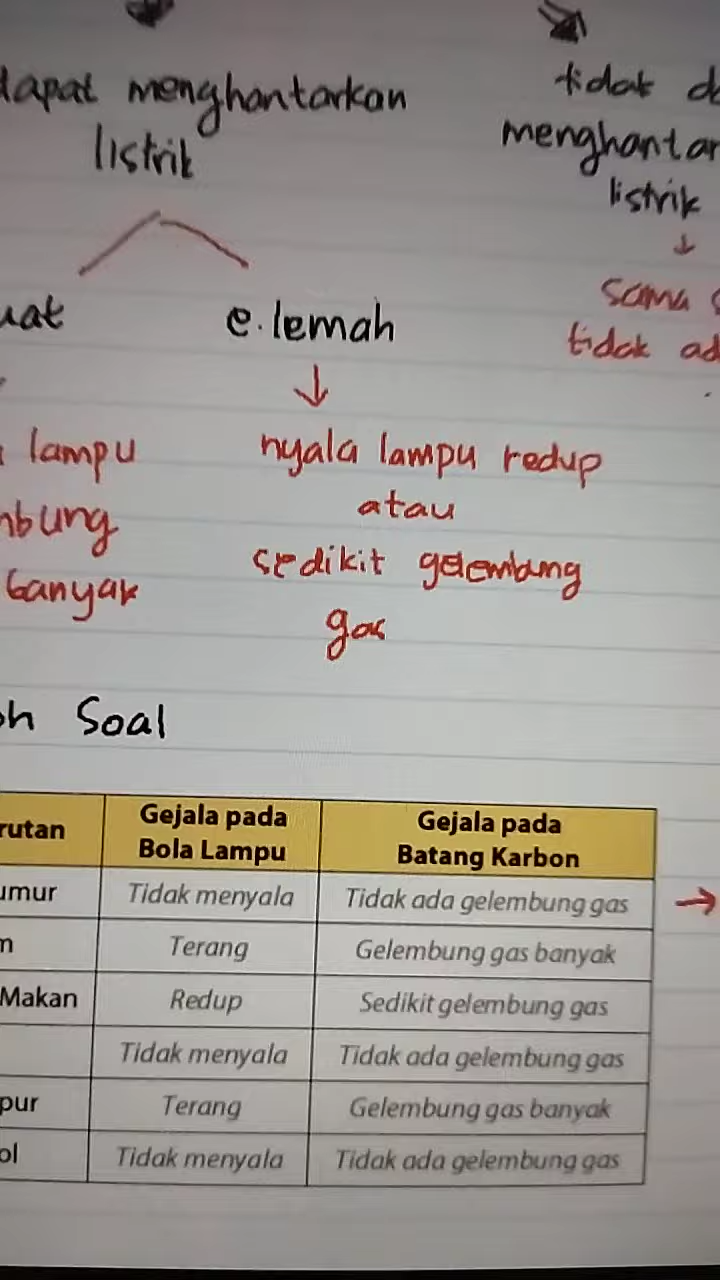 dapat menghantarkan
listrik
tidak
menghantar
listrik
e. lemah
sama
tidak
lampu
banyak
nyala lampu redup
atau
sedikit gelembung
gas
Soal
rutan Gejala pada Bola Lampu Gejala pada Batang Karbon
umur Tidak menyala Tidak ada gelembung gas
m Terang Gelembung gas banyak
Makan Redup Sedikit gelembung gas
Tidak menyala Tidak ada gelembung gas
pur Terang Gelembung gas banyak
ol Tidak menyala Tidak ada gelembung gas